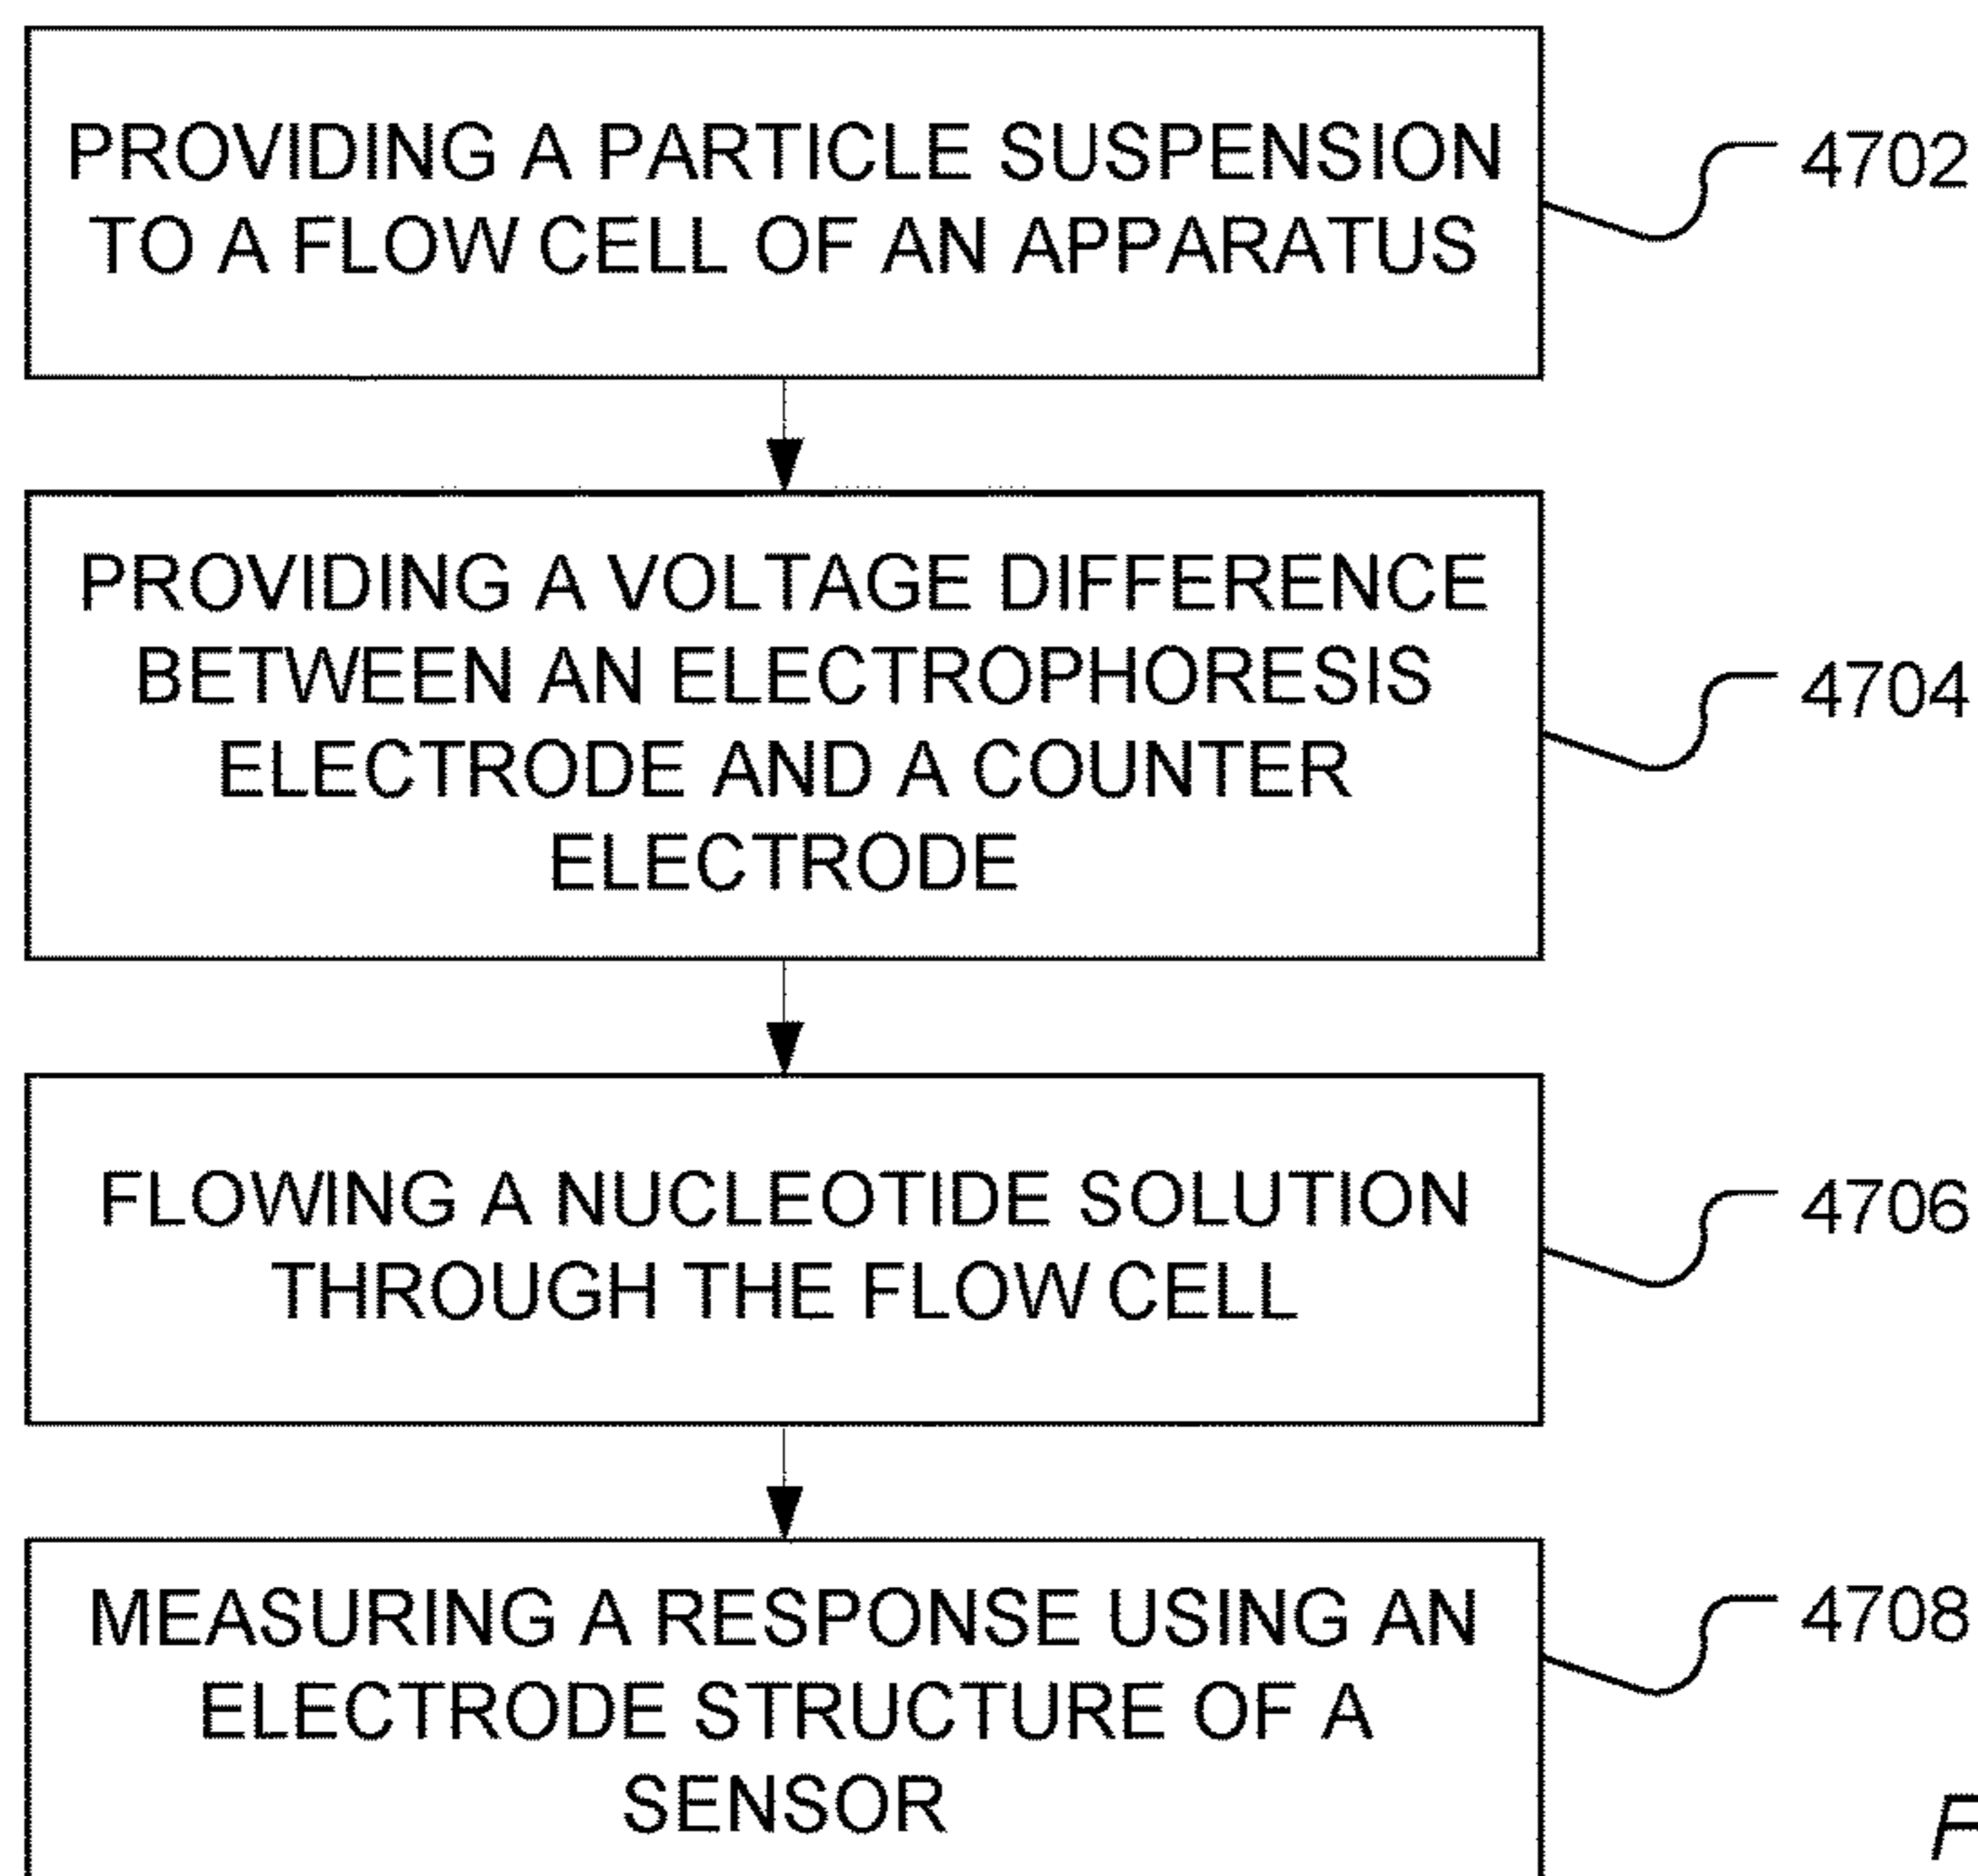 PROVIDING A PARTICLE SUSPENSION
TO A FLOW CELL OF AN APPARATUS
4702
PROVIDING A VOLTAGE DIFFERENCE
BETWEEN AN ELECTROPHORESIS
ELECTRODE AND A COUNTER
ELECTRODE
4704
FLOWING A NUCLEOTIDE SOLUTION
THROUGH THE FLOW CELL
4706
MEASURING A RESPONSE USING AN
ELECTRODE STRUCTURE OF A
SENSOR
4708